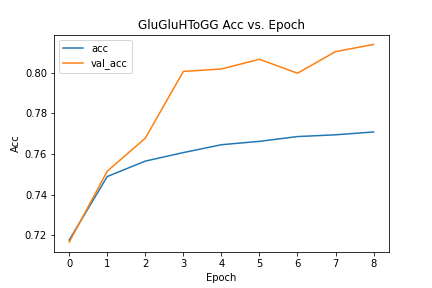 GluGluHToGG Acc vs. Epoch
acc
val_acc
0.80
0.78
0.76
0.74
0.72
Acc
0 1 2 3 4 5 6 7 8
Epoch